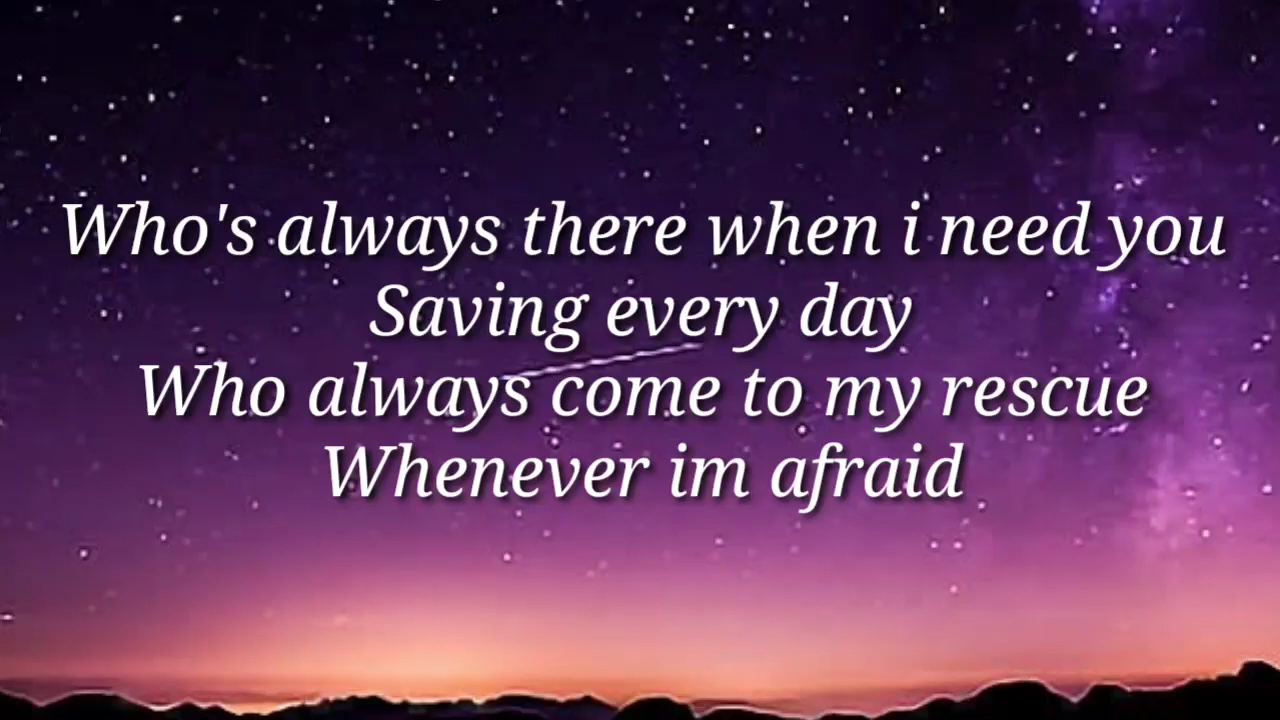 Who's always there when i need you
Saving every day
Who always come to my rescue
Whenever im afraid